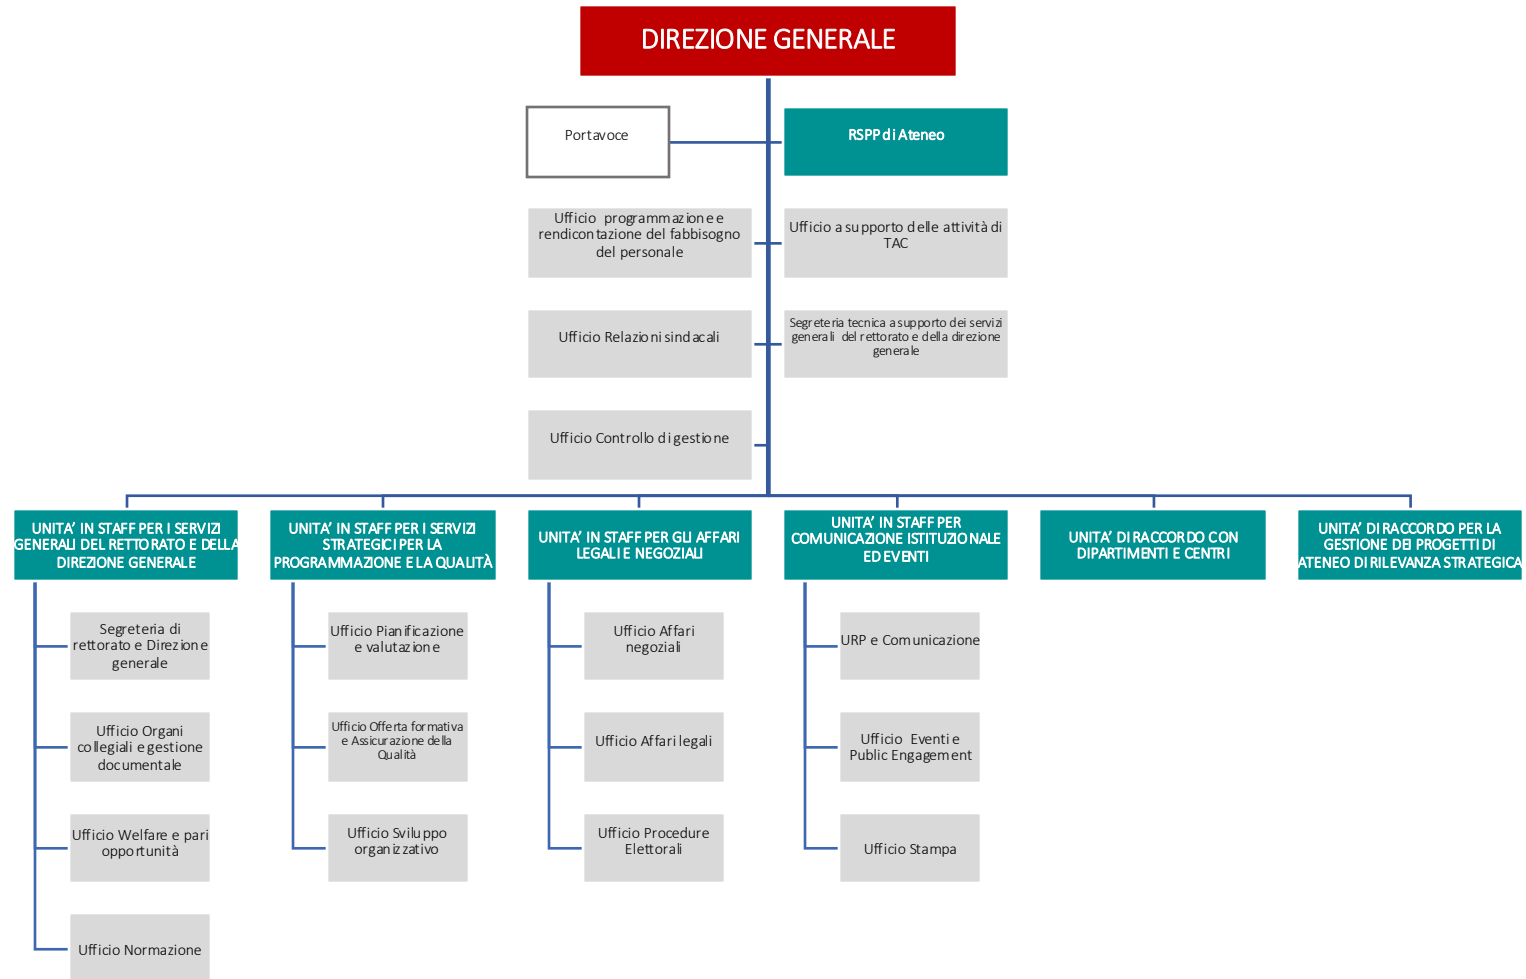 DIREZIONE GENERALE
Portavoce
RSPP di Ateneo
Ufficio programmazione e
rendicontazione del fabbisogno
del personale
Ufficio a supporto delle attività di
TAC
Ufficio Relazioni sindacali
Segreteria tecnica a supporto dei servizi
generali del rettorato e della direzione
generale
Ufficio Controllo di gestione
UNITA’ IN STAFF PER I SERVIZI
GENERALI DEL RETTORATO E DELLA
DIREZIONE GENERALE
UNITA’ IN STAFF PER I SERVIZI
STRATEGICI PER LA
PROGRAMMAZIONE E LA QUALITÀ
UNITA’ IN STAFF PER GLI AFFARI
LEGALI E NEGOZIALI
UNITA’ IN STAFF PER
COMUNICAZIONE ISTITUZIONALE
ED EVENTI
UNITA’ DI RACCORDO CON
DIPARTIMENTI E CENTRI
UNITA’ DI RACCORDO PER LA
GESTIONE DEI PROGETTI DI
ATENEO DI RILEVANZA STRATEGICA
Segreteria di
rettorato e Direzione
generale
Ufficio Organi
collegiali e gestione
documentale
Ufficio Welfare e pari
opportunità
Ufficio Normazione
Ufficio Pianificazione
e valutazione
Ufficio Offerta formativa
e Assicurazione della
Qualità
Ufficio Sviluppo
organizzativo
Ufficio Affari
negoziali
Ufficio Affari legali
Ufficio Procedure
Elettorali
URP e Comunicazione
Ufficio Eventi e
Public Engagement
Ufficio Stampa